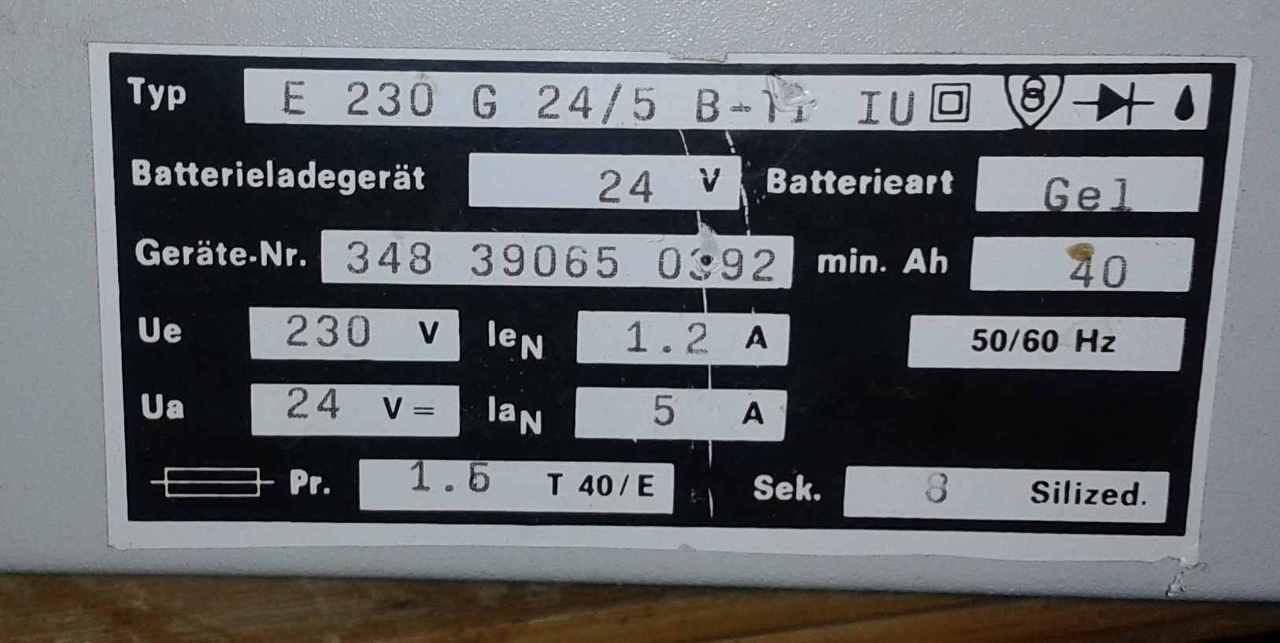 Typ E 230 G 24/5 IU
Batterieladegerät 24 V Batterieart Gel
Geräte-Nr. 348 39065 0392 min. Ah 40
Ue 230 V IeN 1.2 A 50/60 Hz
Ua 24 V= IaN 5 A
Pr. 1.6 T 40/E Sek. 8 Silized.